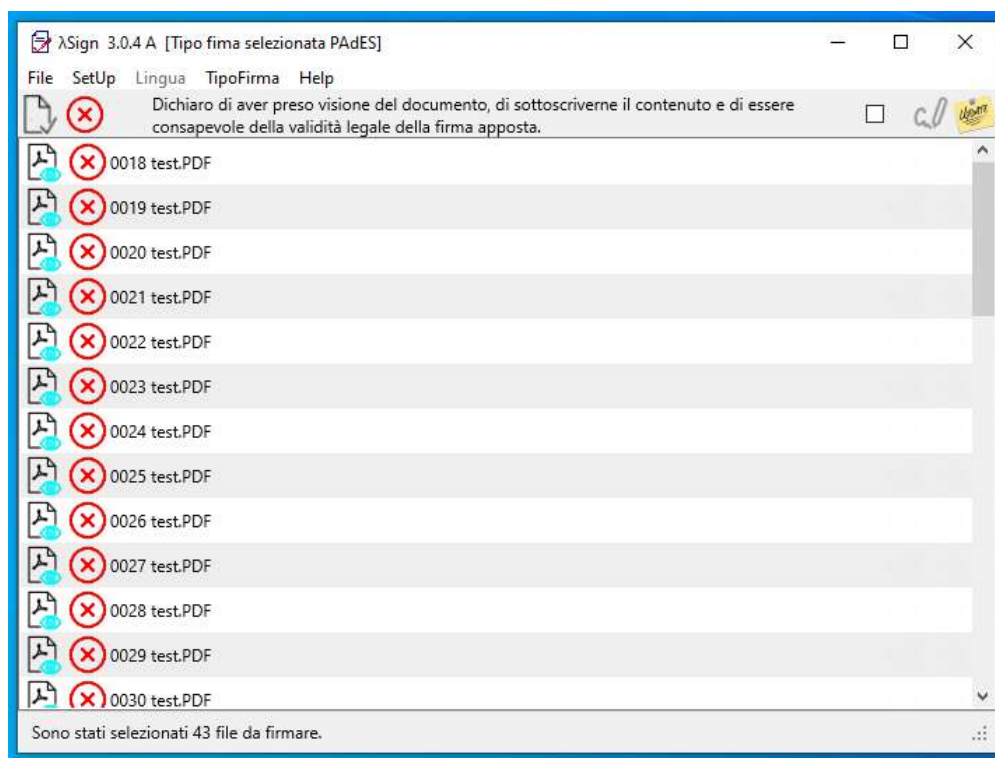 λSign 3.0.4 A [Tipo fima selezionata PAdES]
File SetUp Lingua TipoFirma Help
Dichiaro di aver preso visione del documento, di sottoscriverne il contenuto e di essere
consapevole della validità legale della firma apposta.
Update
0018 test.PDF
0019 test.PDF
0020 test.PDF
0021 test.PDF
0022 test.PDF
0023 test.PDF
0024 test.PDF
0025 test.PDF
0026 test.PDF
0027 test.PDF
0028 test.PDF
0029 test.PDF
0030 test.PDF
Sono stati selezionati 43 file da firmare.